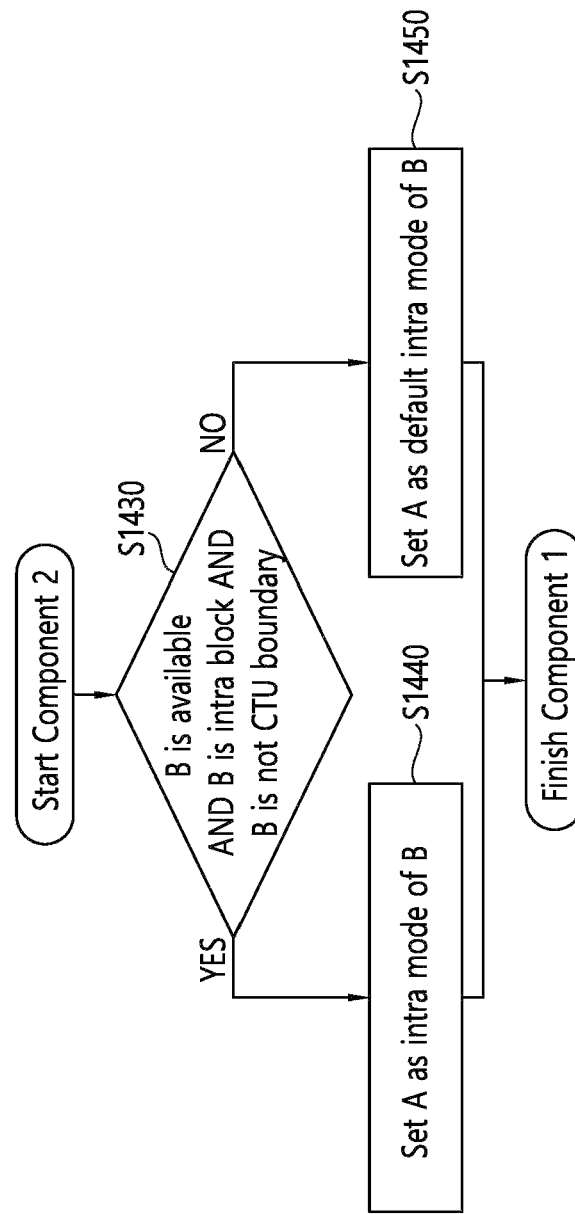 Start Component 2
S1430
B is available
AND B is intra block AND
B is not CTU boundary
YES
NO
S1440
Set A as intra mode of B
S1450
Set A as default intra mode of B
Finish Component 1